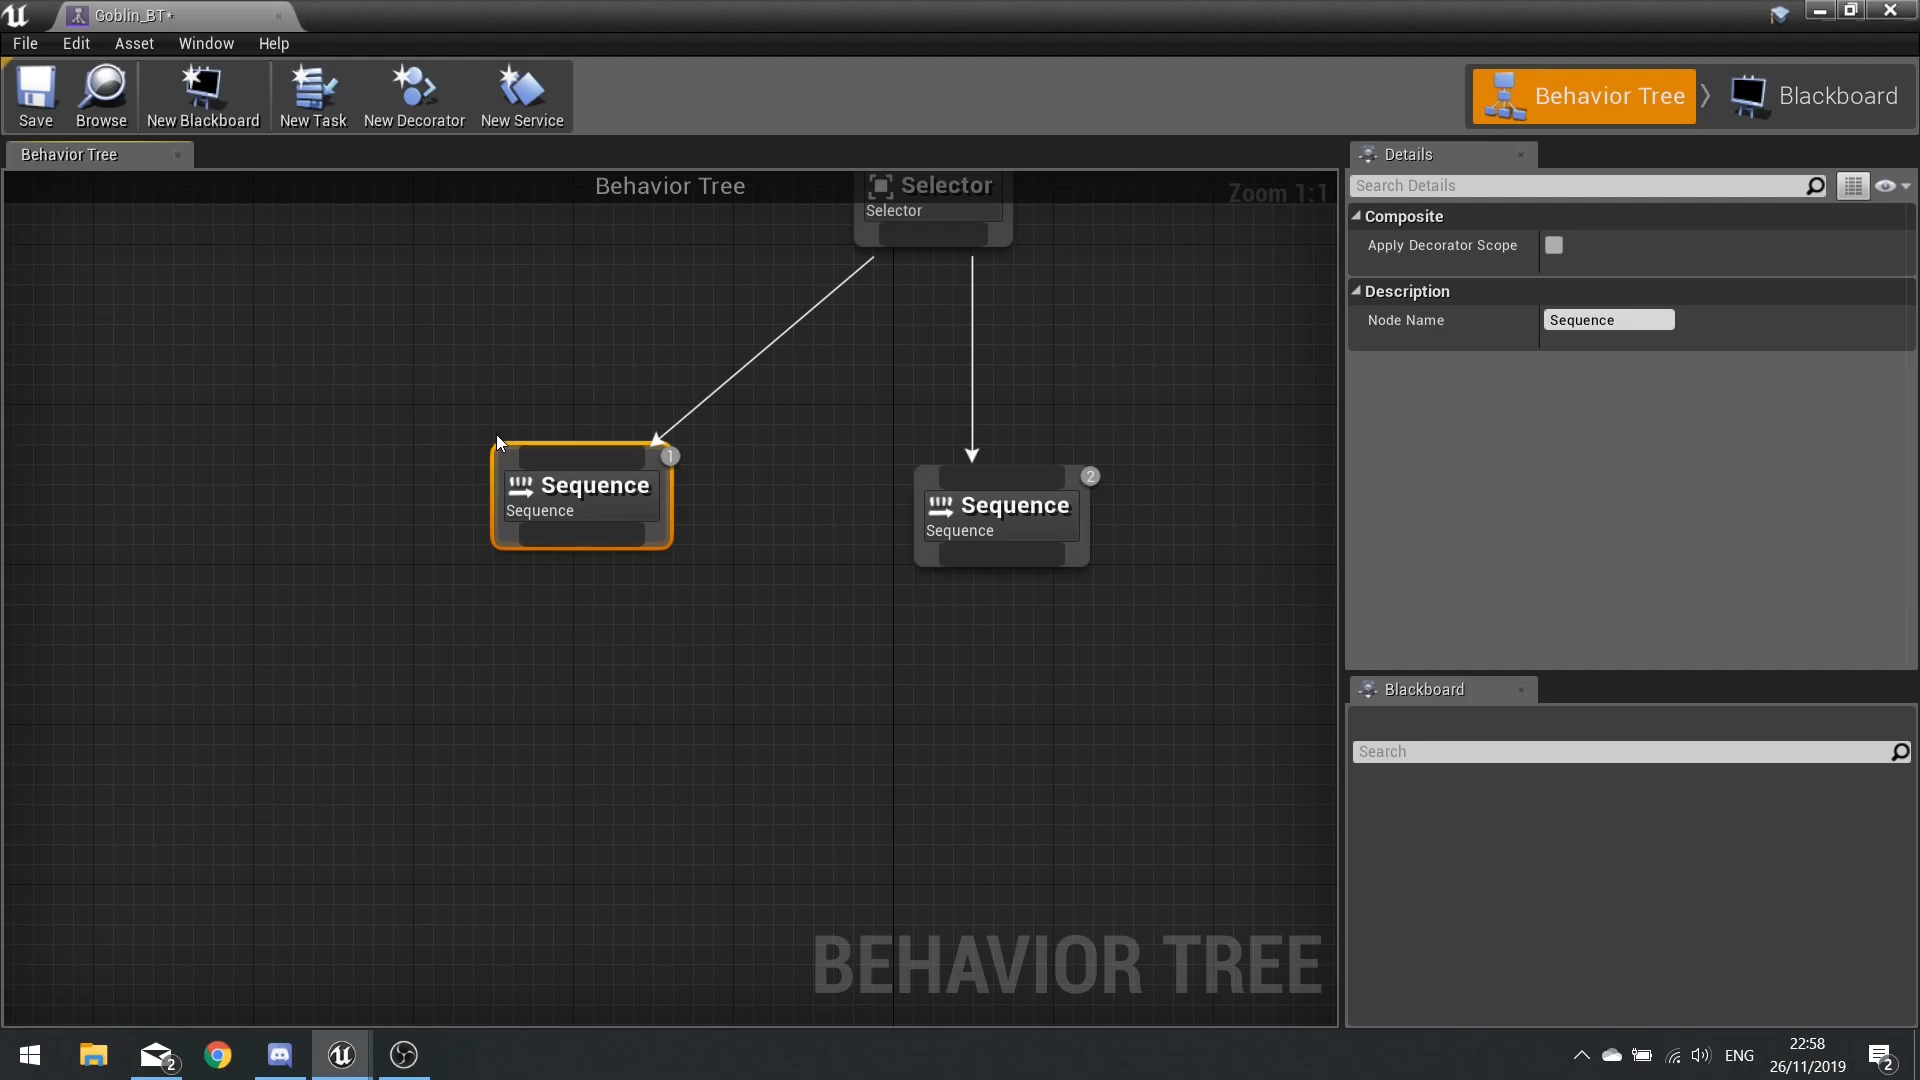 Goblin_BT*
File Edit Asset Window Help
Save Browse New Blackboard New Task New Decorator New Service
Behavior Tree Blackboard
Behavior Tree
Details
Behavior Tree
Zoom 1:1
Selector
Selector
Search Details
Composite
Apply Decorator Scope
Description
Node Name Sequence
1
Sequence
Sequence
2
Sequence
Sequence
Blackboard
Search
BEHAVIOR TREE
2
ENG
22:58
26/11/2019
2